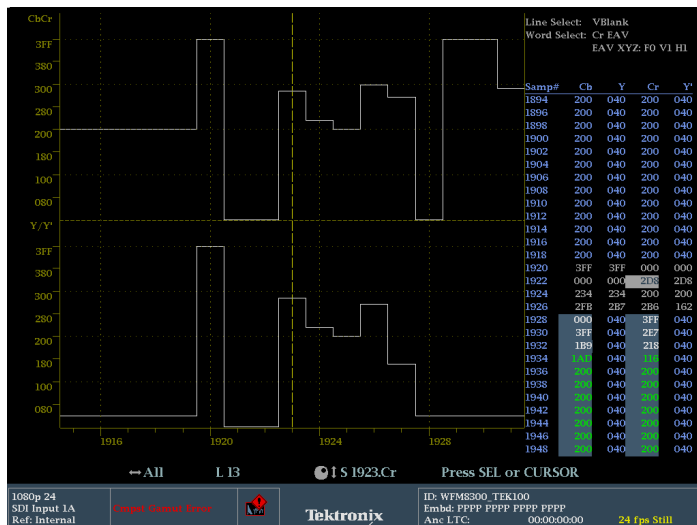 CbCr
3FF
380
300
280
200
180
100
080
Y/Y'
3FF
380
300
280
200
180
100
080
1916 1920 1924 1928
Line Select: VBlank
Word Select: Cr EAV
EAV XYZ: F0 V1 H1
Samp# Cb Y Cr Y'
1894 200 040 200 040
1896 200 040 200 040
1898 200 040 200 040
1900 200 040 200 040
1902 200 040 200 040
1904 200 040 200 040
1906 200 040 200 040
1908 200 040 200 040
1910 200 040 200 040
1912 200 040 200 040
1914 200 040 200 040
1916 200 040 200 040
1918 200 040 200 040
1920 3FF 3FF 000 000
1922 000 000 2D8 2D8
1924 234 234 200 200
1926 2FB 2B7 2B6 162
1928 000 040 3FF 040
1930 3FF 040 2E7 040
1932 1B9 040 218 040
1934 1AD 040 116 040
1936 200 040 200 040
1938 200 040 200 040
1940 200 040 200 040
1942 200 040 200 040
1944 200 040 200 040
1946 200 040 200 040
1948 200 040 200 040
↔All L 13 ↕ S 1923.Cr Press SEL or CURSOR
1080p 24
SDI Input 1A
Ref: Internal
Tektronix
ID: WFM8300_TEK100
Embd: PPPP PPPP PPPP PPPP
Anc LTC: 00:00:00:00 24 fps Still